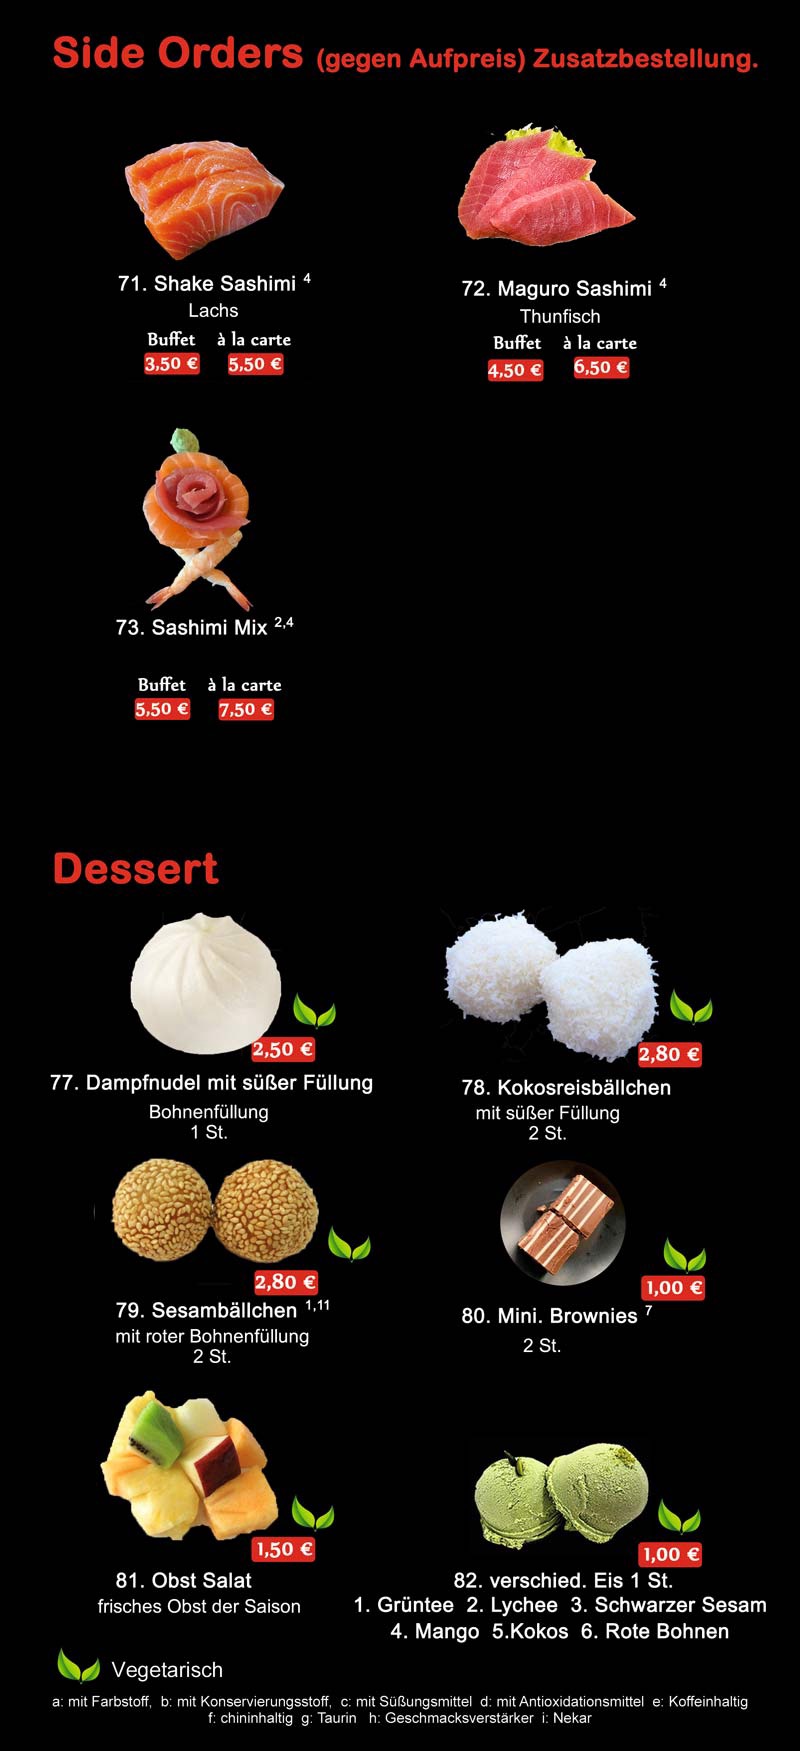 Side Orders (gegen Aufpreis) Zusatzbestellung.
71. Shake Sashimi 4
Lachs
Buffet à la carte
3,50 € 5,50 €
72. Maguro Sashimi 4
Thunfisch
Buffet à la carte
4,50 € 6,50 €
73. Sashimi Mix 2,4
Buffet à la carte
5,50 € 7,50 €
Dessert
2,50 €
77. Dampfnudel mit süßer Füllung
Bohnenfüllung
1 St.
2,80 €
78. Kokosreisbällchen
mit süßer Füllung
2 St.
2,80 €
79. Sesambällchen 1,11
mit roter Bohnenfüllung
2 St.
1,00 €
80. Mini. Brownies 7
2 St.
1,50 €
81. Obst Salat
frisches Obst der Saison
1,00 €
82. verschied. Eis 1 St.
1. Grüntee 2. Lychee 3. Schwarzer Sesam
4. Mango 5.Kokos 6. Rote Bohnen
Vegetarisch
a: mit Farbstoff, b: mit Konservierungsstoff, c: mit Süßungsmittel d: mit Antioxidationsmittel e: Koffeinhaltig
f: chininhaltig g: Taurin h: Geschmacksverstärker i: Nekar